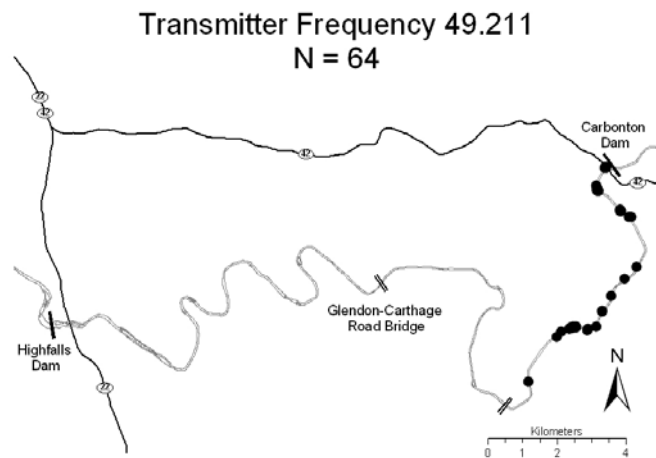 Transmitter Frequency 49.211
N = 64
22
42
42
Carbonton
Dam
42
Glendon-Carthage
Road Bridge
Highfalls
Dam
22
N
Kilometers
0 1 2 4